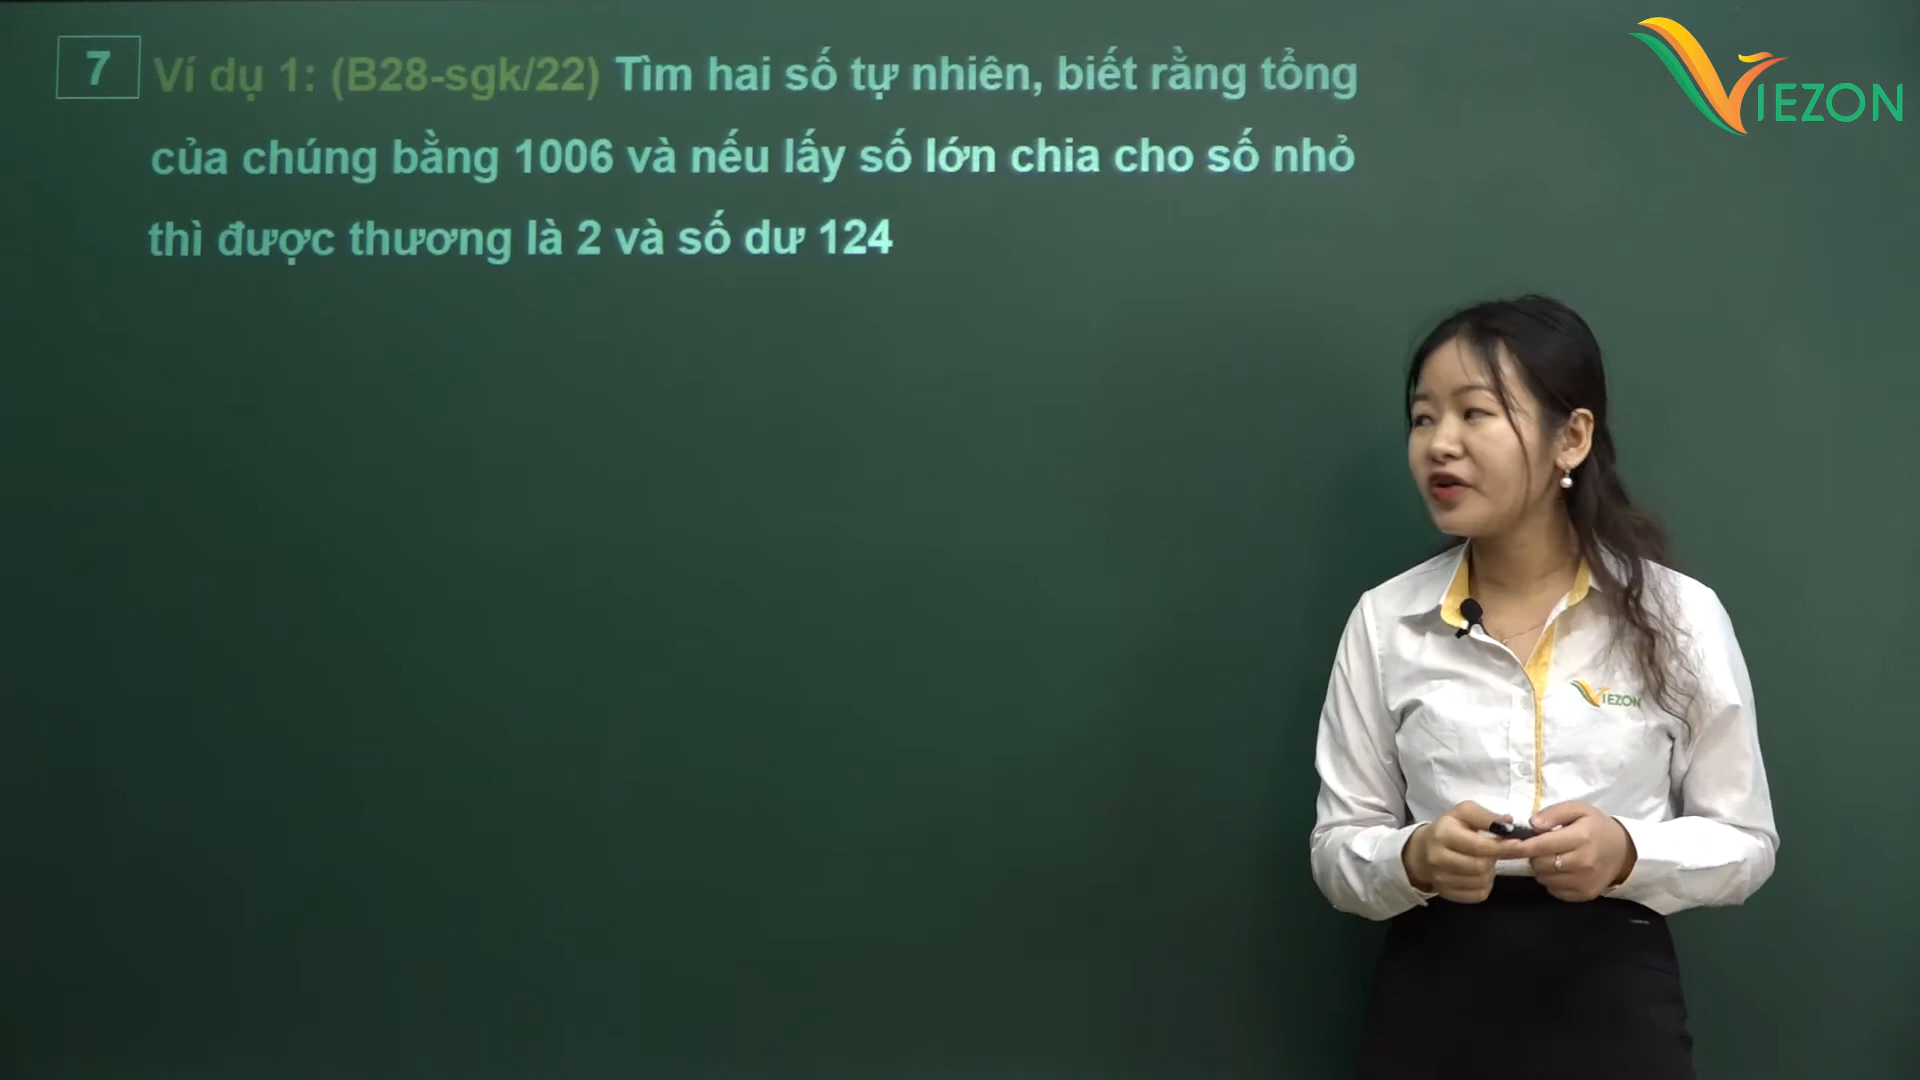 VIEZON
7 Ví dụ 1: (B28-sgk/22) Tìm hai số tự nhiên, biết rằng tổng
của chúng bằng 1006 và nếu lấy số lớn chia cho số nhỏ
thì được thương là 2 và số dư 124
VIEZON